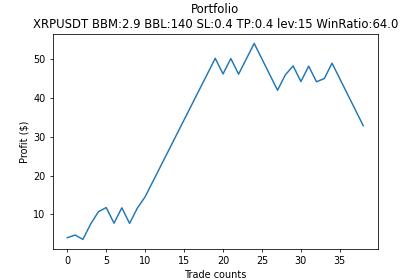 Portfolio
XRPUSDT BBM:2.9 BBL:140 SL:0.4 TP:0.4 lev:15 WinRatio:64.0
Profit ($)
50
40
30
20
10
0 5 10 15 20 25 30 35
Trade counts